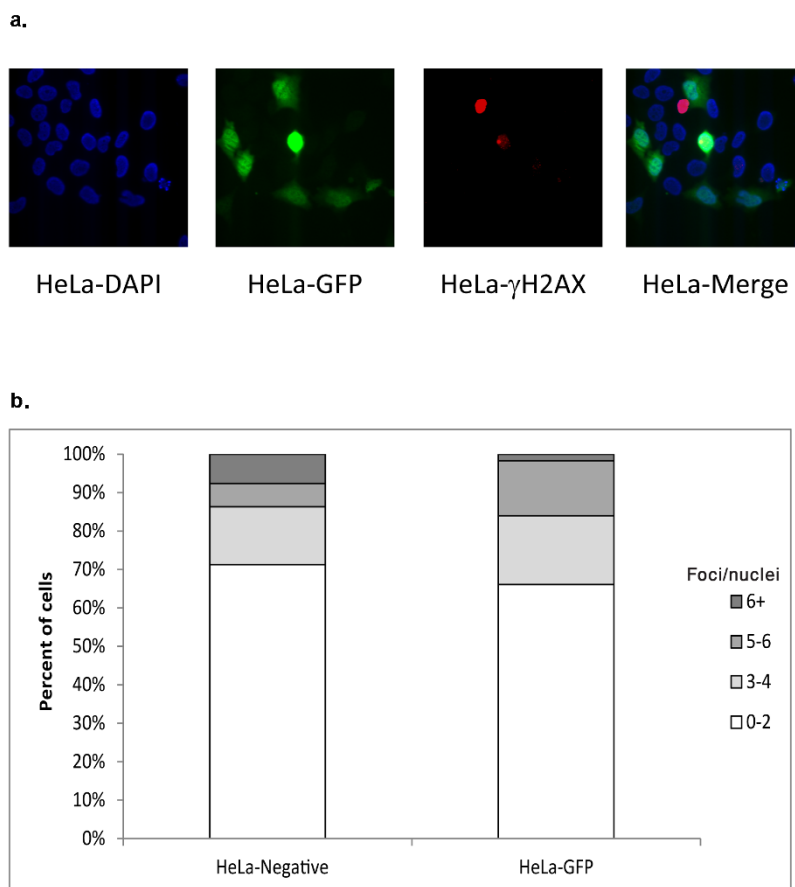 a.
HeLa-DAPI
HeLa-GFP
HeLa-γH2AX
HeLa-Merge
b.
100%
90%
80%
70%
60%
50%
40%
30%
20%
10%
0%
Percent of cells
HeLa-Negative
HeLa-GFP
Foci/nuclei
6+
5-6
3-4
0-2